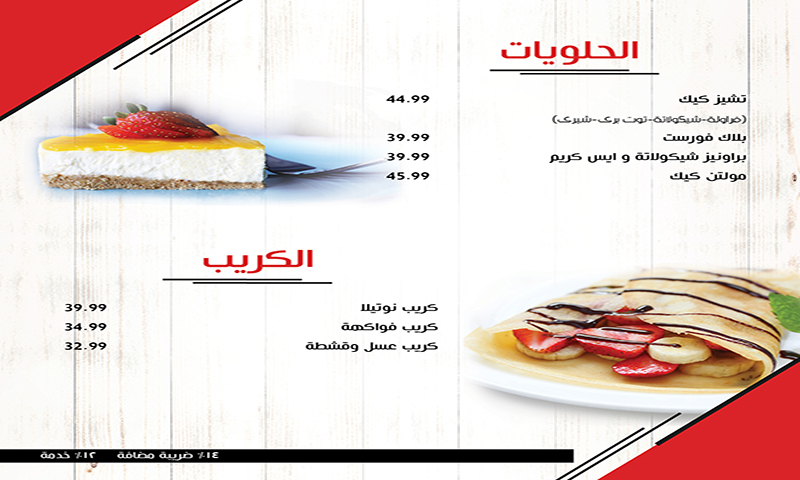 الحلويات
تشيز كيك 44.99
(فراولة-شيكولاتة-توت برى-شيرى)
بلاك فورست 39.99
براونيز شيكولاتة و ايس كريم 39.99
مولتن كيك 45.99
الكريب
كريب نوتيلا 39.99
كريب فواكهة 34.99
كريب عسل وقشطة 32.99
١٤٪ ضريبة مضافة ١٢٪ خدمة